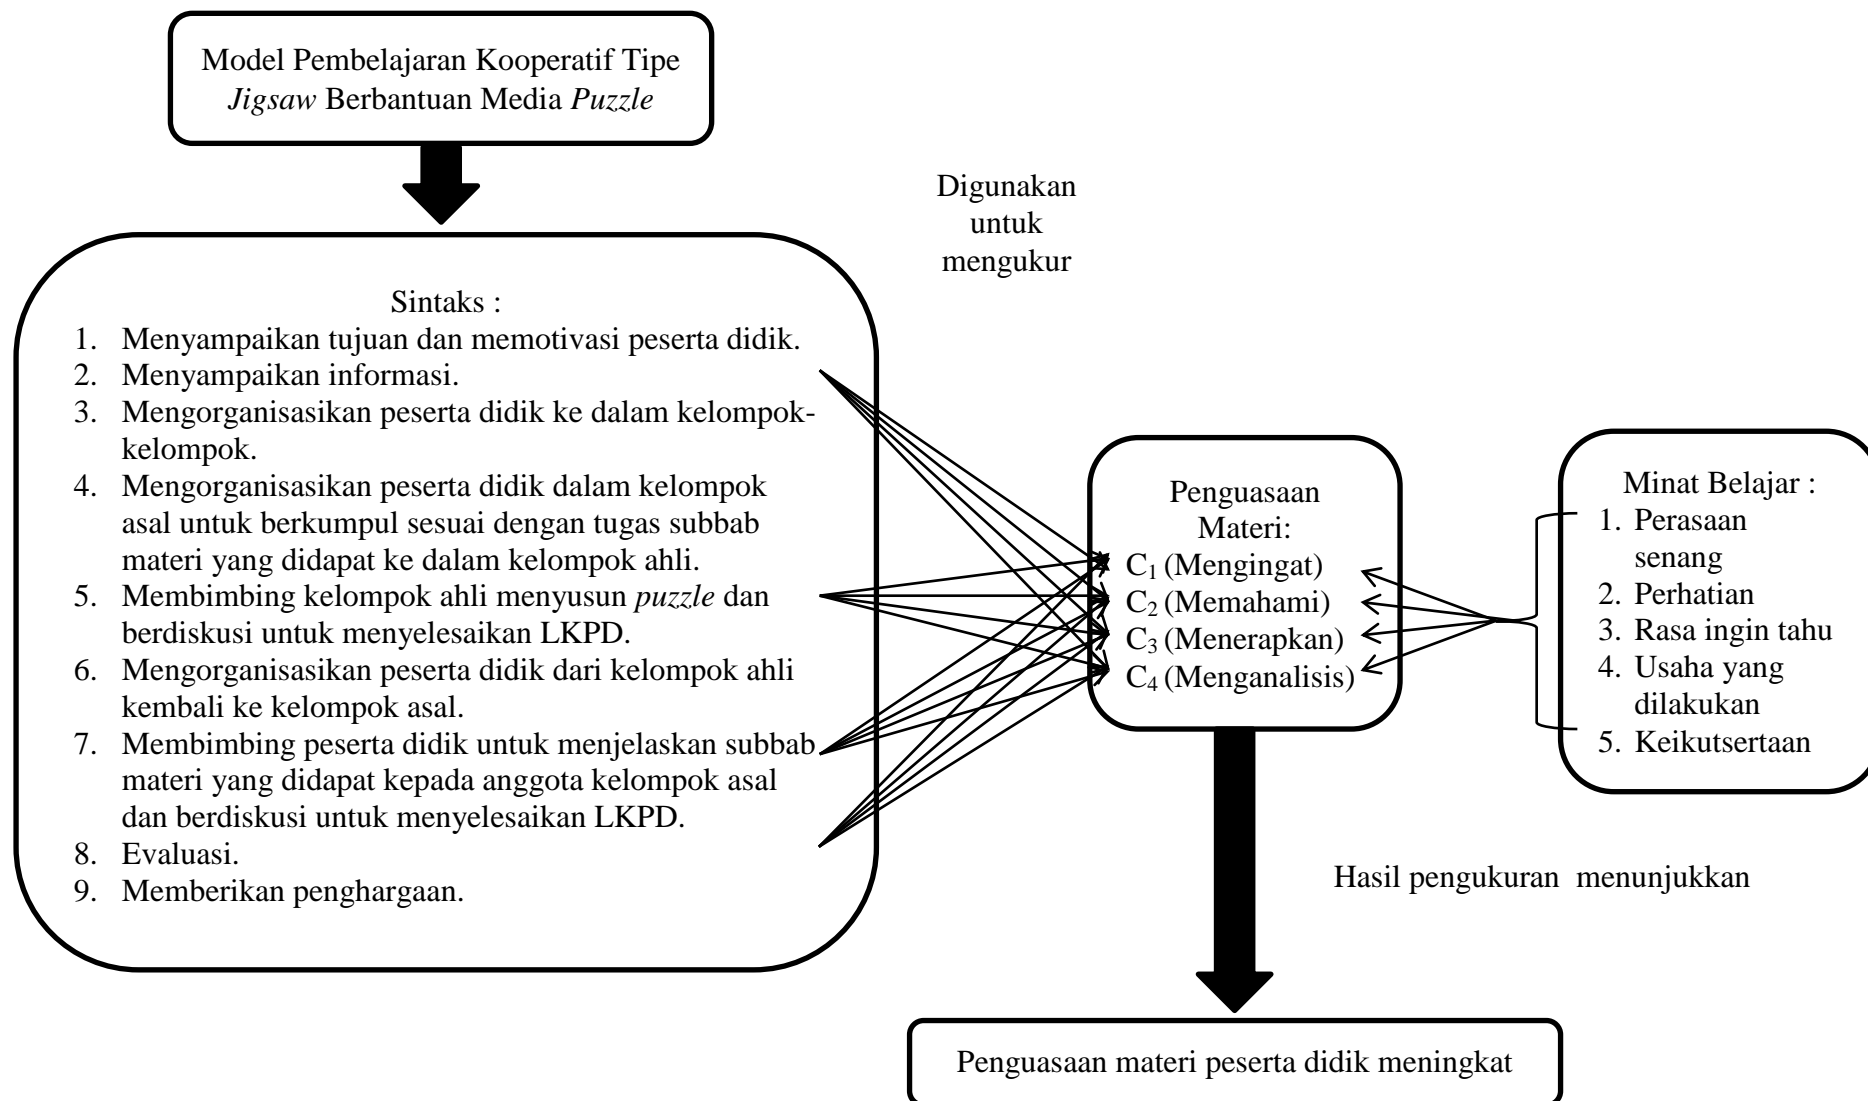 Model Pembelajaran Kooperatif Tipe
Jigsaw Berbantuan Media Puzzle
Digunakan
untuk
mengukur
Sintaks :
1. Menyampaikan tujuan dan memotivasi peserta didik.
2. Menyampaikan informasi.
3. Mengorganisasikan peserta didik ke dalam kelompok-
kelompok.
4. Mengorganisasikan peserta didik dalam kelompok
asal untuk berkumpul sesuai dengan tugas subbab
materi yang didapat ke dalam kelompok ahli.
5. Membimbing kelompok ahli menyusun puzzle dan
berdiskusi untuk menyelesaikan LKPD.
6. Mengorganisasikan peserta didik dari kelompok ahli
kembali ke kelompok asal.
7. Membimbing peserta didik untuk menjelaskan subbab
materi yang didapat kepada anggota kelompok asal
dan berdiskusi untuk menyelesaikan LKPD.
8. Evaluasi.
9. Memberikan penghargaan.
Penguasaan
Materi:
C1 (Mengingat)
C2 (Memahami)
C3 (Menerapkan)
C4 (Menganalisis)
Minat Belajar :
1. Perasaan
senang
2. Perhatian
3. Rasa ingin tahu
4. Usaha yang
dilakukan
5. Keikutsertaan
Hasil pengukuran menunjukkan
Penguasaan materi peserta didik meningkat